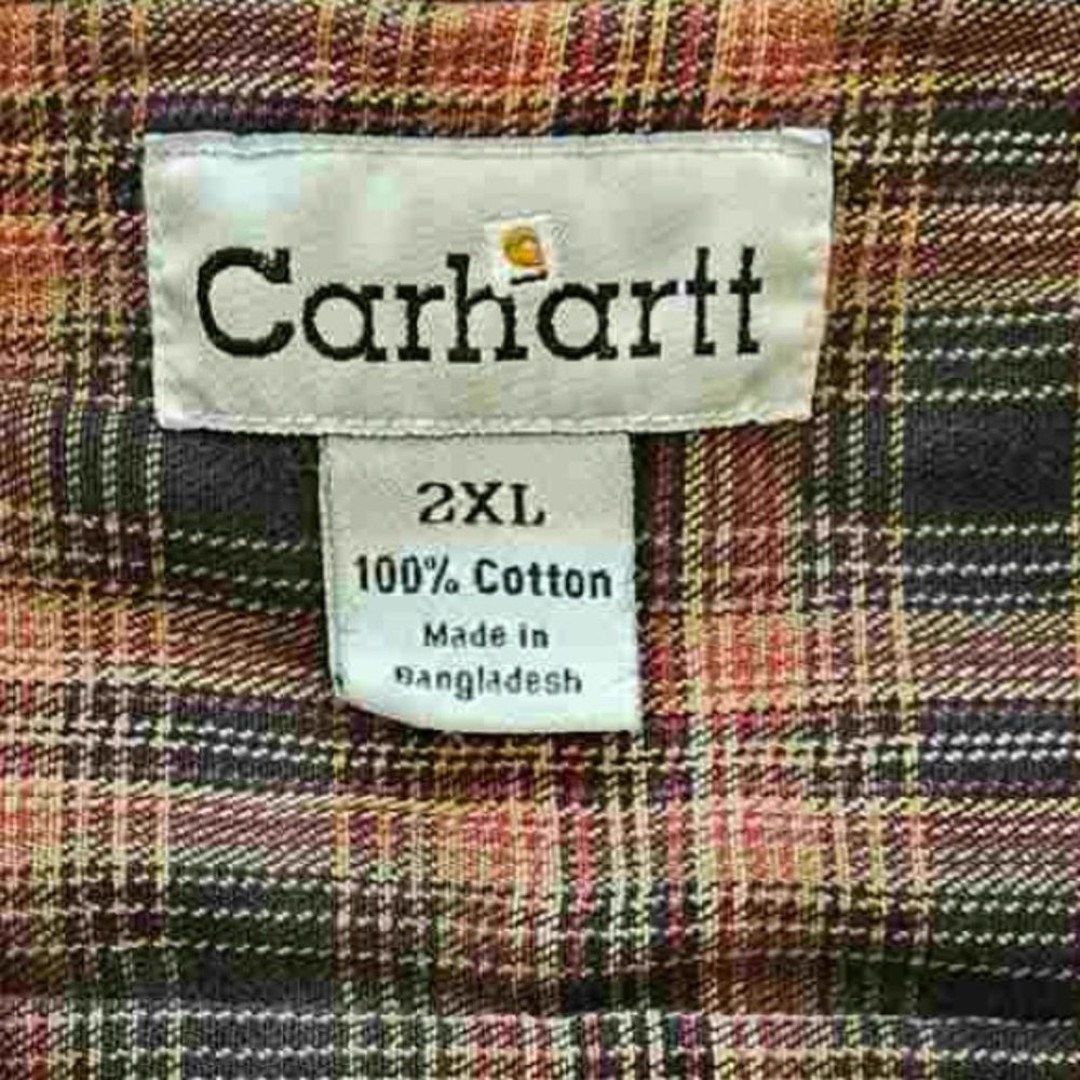 Carhartt
2XL
100% Cotton
Made in
Bangladesh